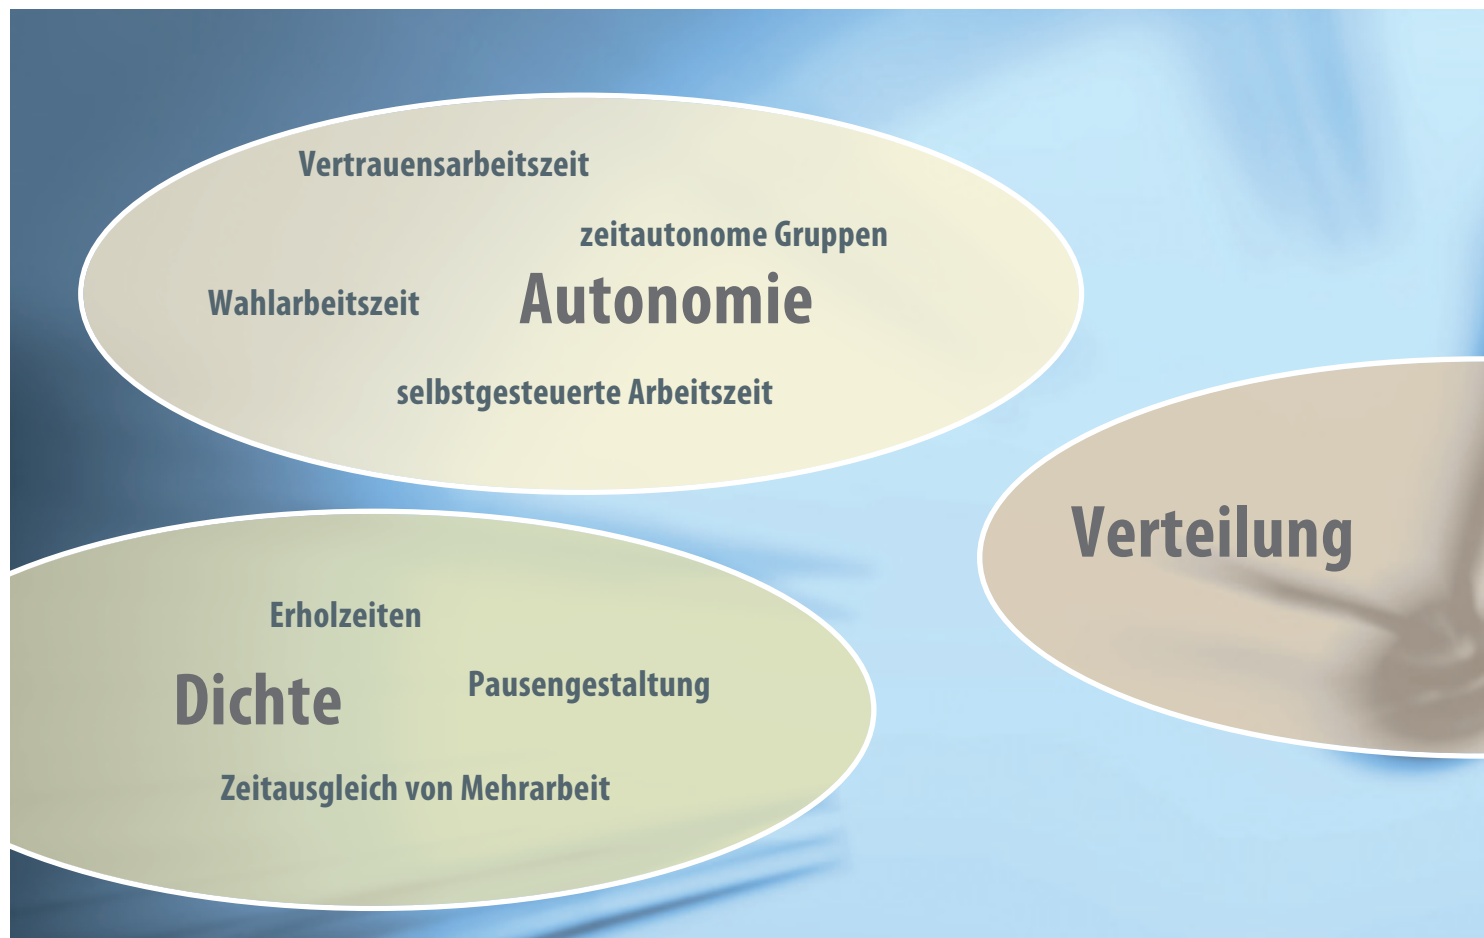 Vertrauensarbeitszeit
zeitautonome Gruppen
Autonomie
Wahlarbeitszeit
selbstgesteuerte Arbeitszeit
Verteilung
Erholzeiten
Pausengestaltung
Dichte
Zeitausgleich von Mehrarbeit